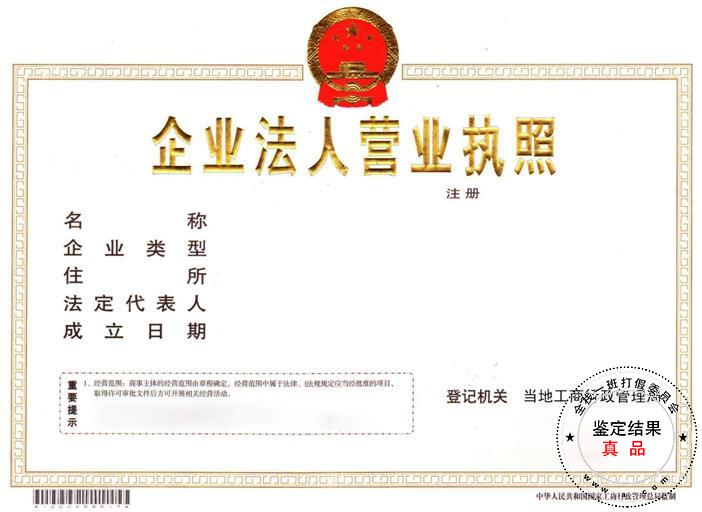 企业法人营业执照
注册
名称
企业类型
住所
法定代表人
成立日期
重要提示
1、经营范围：商事主体的经营范围由章程确定。经营范围中属于法律、法规规定应当经批准的项目，
取得许可审批文件后方可开展相关经营活动。
登记机关 当地工商行政管理局
鉴定结果
真品
中华人民共和国国家工商行政管理总局监制